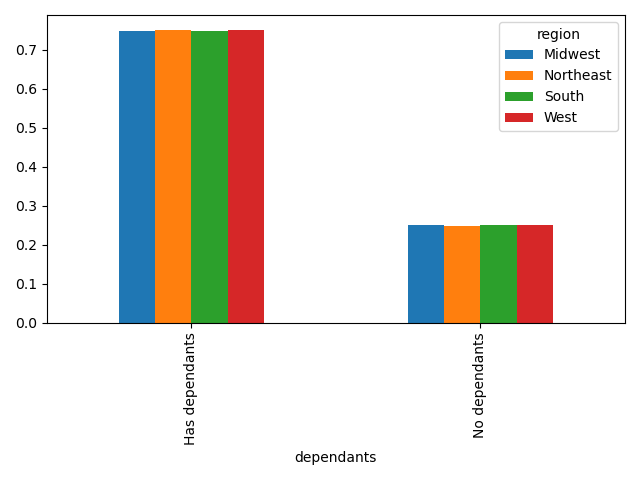 region
Midwest
Northeast
South
West
0.7
0.6
0.5
0.4
0.3
0.2
0.1
0.0
Has dependants
No dependants
dependants